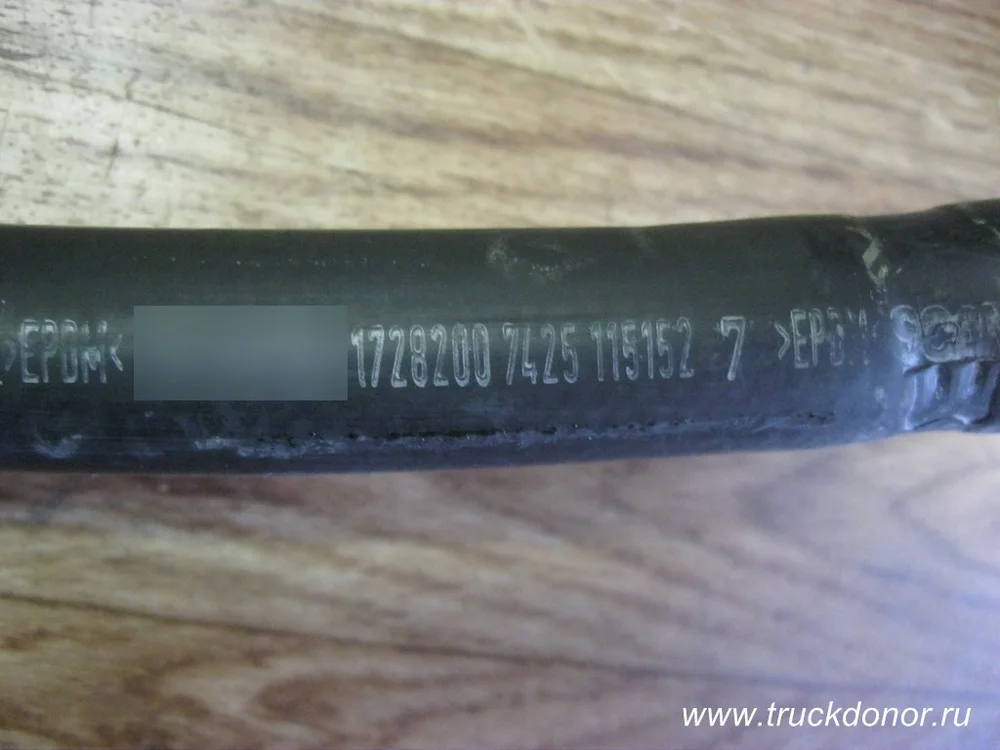 >EPDM< 1728200 7425 115152 7 >EPDM
www.truckdonor.ru